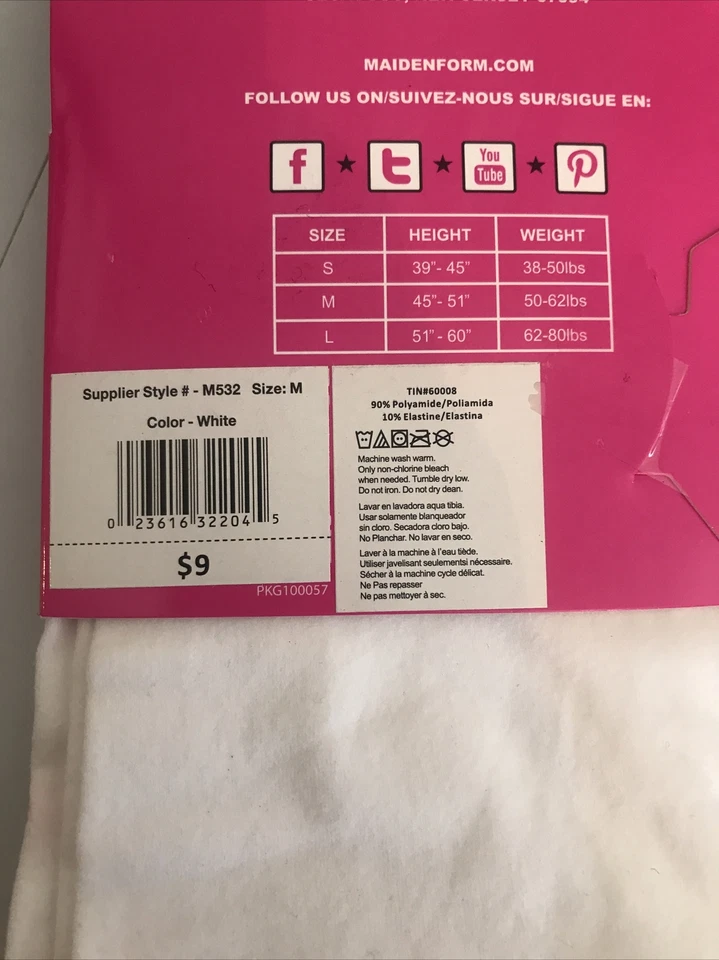 MAIDENFORM.COM
FOLLOW US ON/SUIVEZ-NOUS SUR/SIGUE EN:
f t You Tube P
SIZE HEIGHT WEIGHT
S 39"- 45" 38-50lbs
M 45"- 51" 50-62lbs
L 51" - 60" 62-80lbs
Supplier Style # - M532 Size: M
Color - White
0 23616 32204 5
$9
PKG100057
TIN#60008
90% Polyamide/Poliamida
10% Elastine/Elastina
Machine wash warm.
Only non-chlorine bleach
when needed. Tumble dry low.
Do not iron. Do not dry dean.
Lavar en lavadora aqua tibia.
Usar solamente blanqueador
sin cloro. Secadora cloro bajo.
No Planchar. No lavar en seco.
Laver à la machine à l'eau tiède.
Utiliser javelisant seulementsi nécessaire.
Sécher à la machine cycle délicat.
Ne Pas repasser
Ne pas mettoyer à sec.